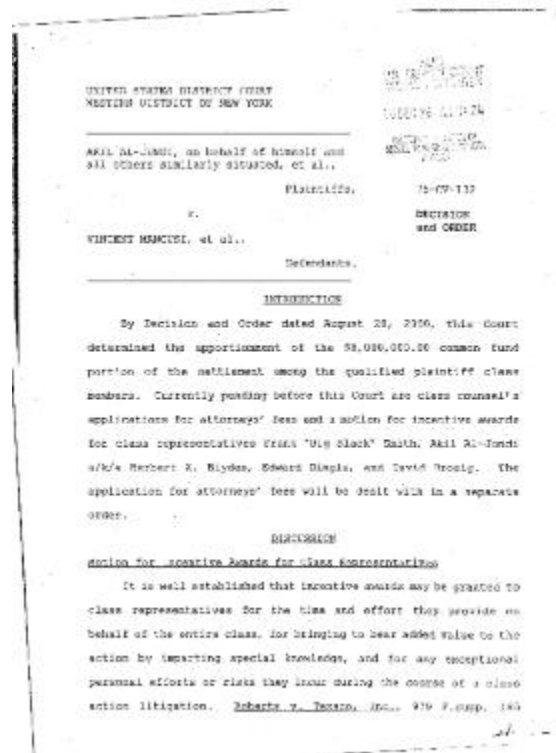 UNITED STATES DISTRICT COURT
WESTERN DISTRICT OF NEW YORK
AKIL AL-JUNDI, on behalf of himself and
all others similarly situated, et al.,
Plaintiffs,
75-CV-132
v.
DECISION
and ORDER
VINCENT MANCUSI, et al.,
Defendants.
INTRODUCTION
By Decision and Order dated August 28, 2000, this Court
determined the apportionment of the $8,000,000.00 common fund
portion of the settlement among the qualified plaintiff class
members. Currently pending before this Court are class counsel's
applications for attorneys' fees and a motion for incentive awards
for class representatives Frank "Big Black" Smith, Akil Al-Jundi
a/k/a Herbert X. Blyden, Edward Dingle, and David Brosig. The
application for attorneys' fees will be dealt with in a separate
order.
DISCUSSION
Motion for Incentive Awards for Class Representatives
It is well established that incentive awards may be granted to
class representatives for the time and effort they provide on
behalf of the entire class, for bringing to bear added value to the
action by imparting special knowledge, and for any exceptional
personal efforts or risks they incur during the course of a class
action litigation. Roberts v. Texaco, Inc., 979 F.Supp. 185